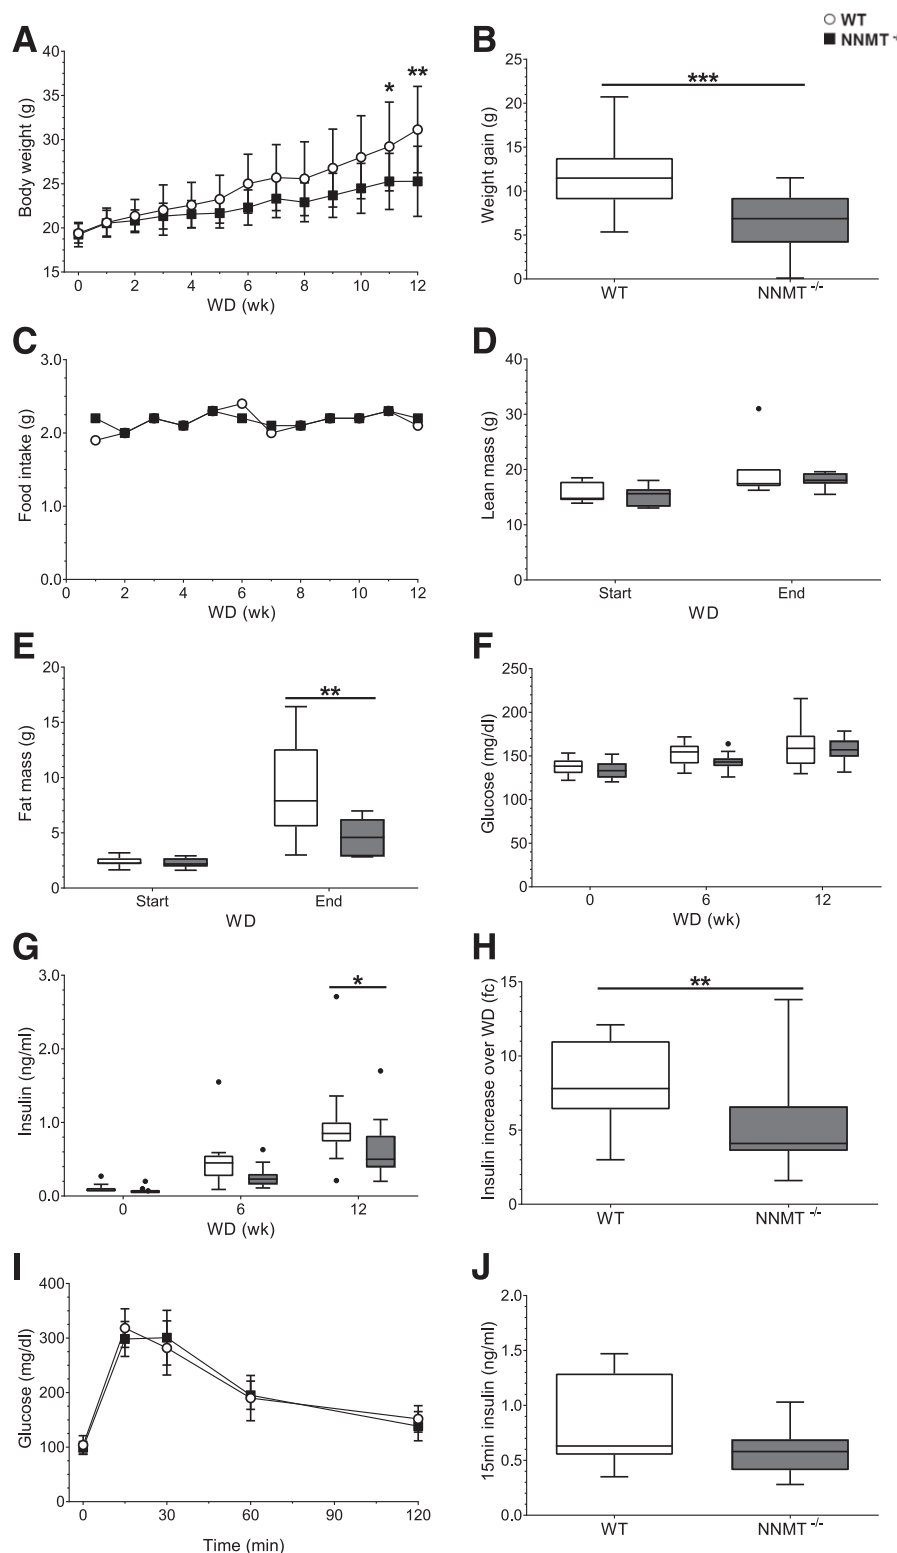 WT
NNMT
A
Body weight (g)
40
35
30
25
20
15
* **
0 2 4 6 8 10 12
WD (wk)
B
Weight gain (g)
25
20
15
10
5
0
***
WT NNMT -/-
C
Food intake (g)
3.0
2.0
1.0
0.0
0 2 4 6 8 10 12
WD (wk)
D
Lean mass (g)
40
30
20
10
0
Start End
WD
E
Fat mass (g)
20
15
10
5
0
**
Start End
WD
F
Glucose (mg/dl)
250
200
150
100
50
0
0 6 12
WD (wk)
G
Insulin (ng/ml)
3.0
2.0
1.0
0.0
*
0 6 12
WD (wk)
H
Insulin increase over WD (fc)
15
10
5
0
**
WT NNMT -/-
I
Glucose (mg/dl)
400
300
200
100
0
0 30 60 90 120
Time (min)
J
15min insulin (ng/ml)
2.0
1.5
1.0
0.5
0.0
WT NNMT -/-